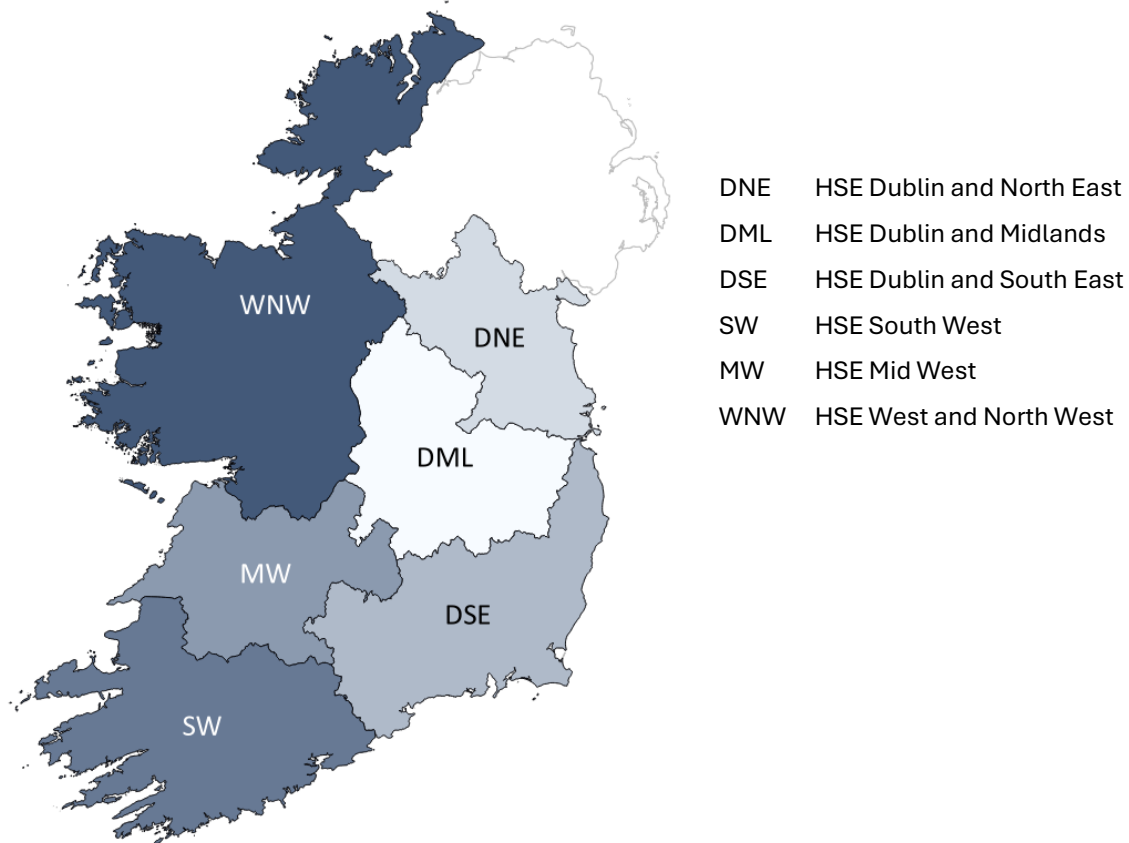 WNW
DNE
DML
MW
DSE
SW
DNE HSE Dublin and North East
DML HSE Dublin and Midlands
DSE HSE Dublin and South East
SW HSE South West
MW HSE Mid West
WNW HSE West and North West